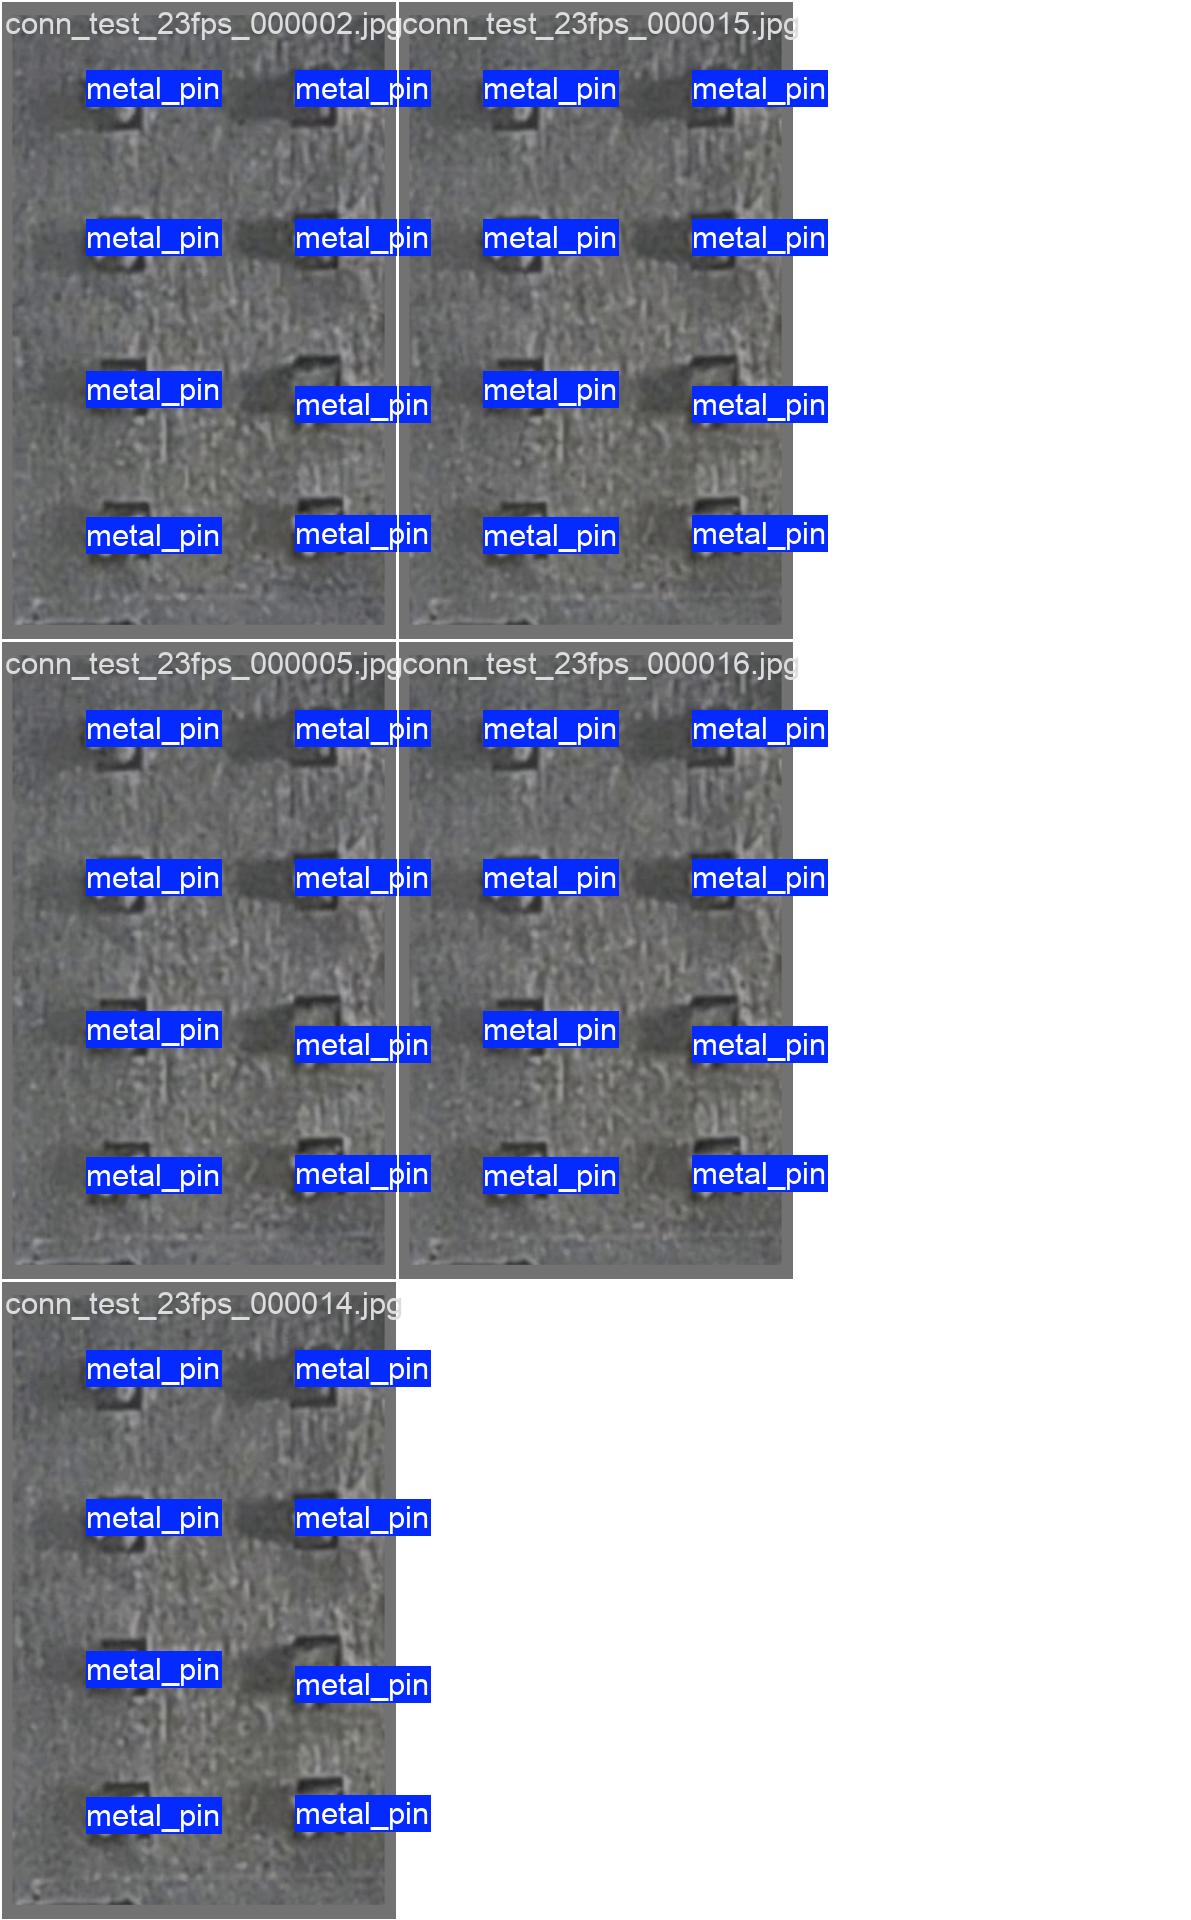 conn_test_23fps_000002.jpg
metal_pin metal_pin
metal_pin metal_pin
metal_pin
metal_pin
metal_pin metal_pin
conn_test_23fps_000015.jpg
metal_pin metal_pin
metal_pin metal_pin
metal_pin
metal_pin
metal_pin metal_pin
conn_test_23fps_000005.jpg
metal_pin metal_pin
metal_pin metal_pin
metal_pin
metal_pin
metal_pin metal_pin
conn_test_23fps_000016.jpg
metal_pin metal_pin
metal_pin metal_pin
metal_pin
metal_pin
metal_pin metal_pin
conn_test_23fps_000014.jpg
metal_pin metal_pin
metal_pin metal_pin
metal_pin
metal_pin
metal_pin metal_pin